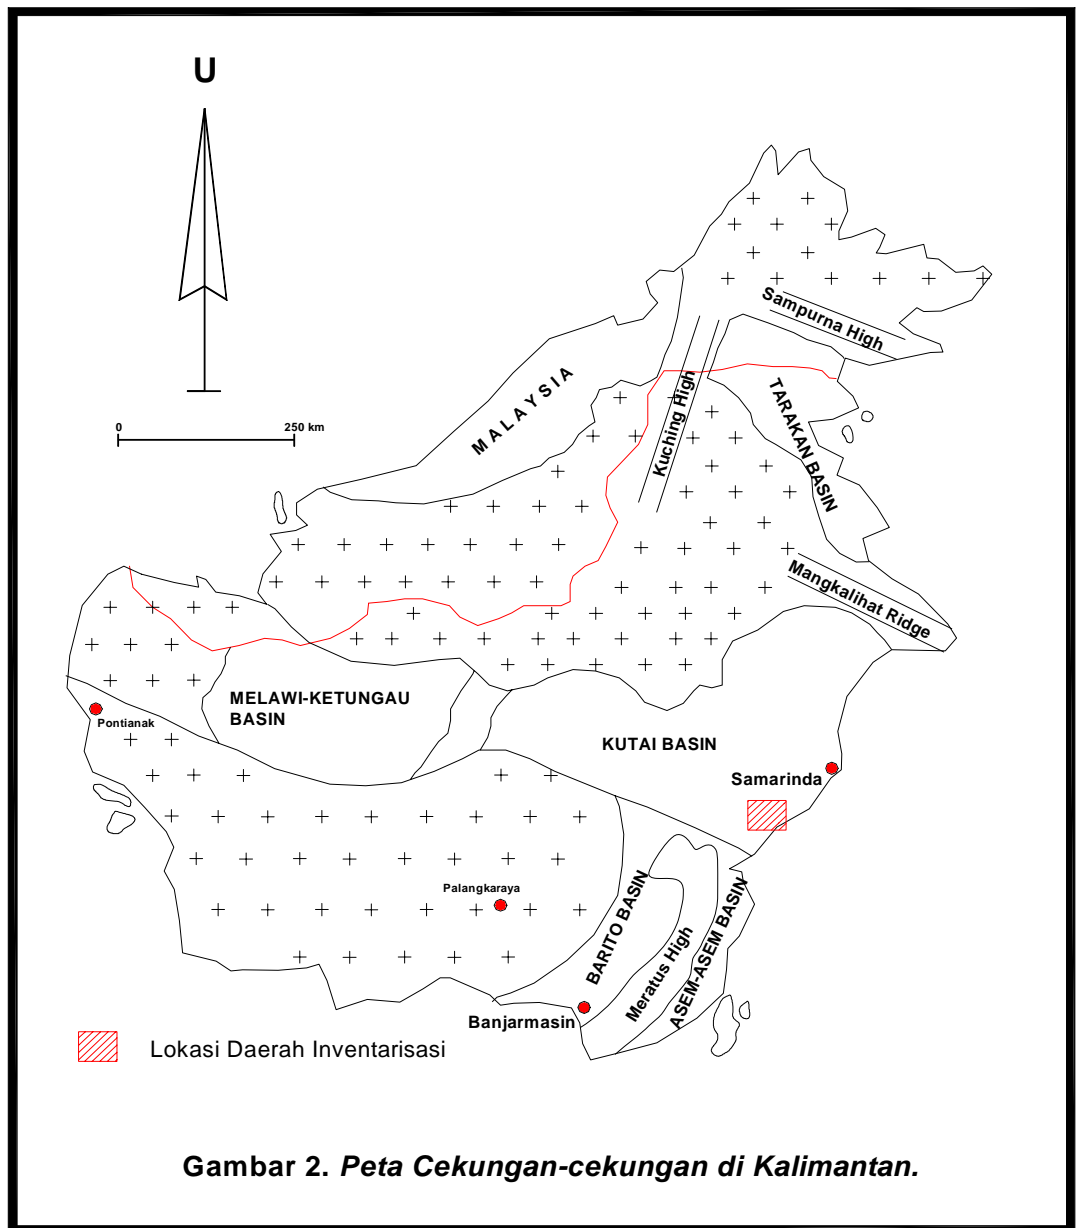 U
Sampurna High
MALAYSIA
Kuching High
TARAKAN BASIN
0 250 km
Mangkalihat Ridge
MELAWI-KETUNGAU
BASIN
Pontianak
KUTAI BASIN
Samarinda
Palangkaraya
BARITO BASIN
Meratus High
ASEM-ASEM BASIN
Banjarmasin
Lokasi Daerah Inventarisasi
Gambar 2. Peta Cekungan-cekungan di Kalimantan.